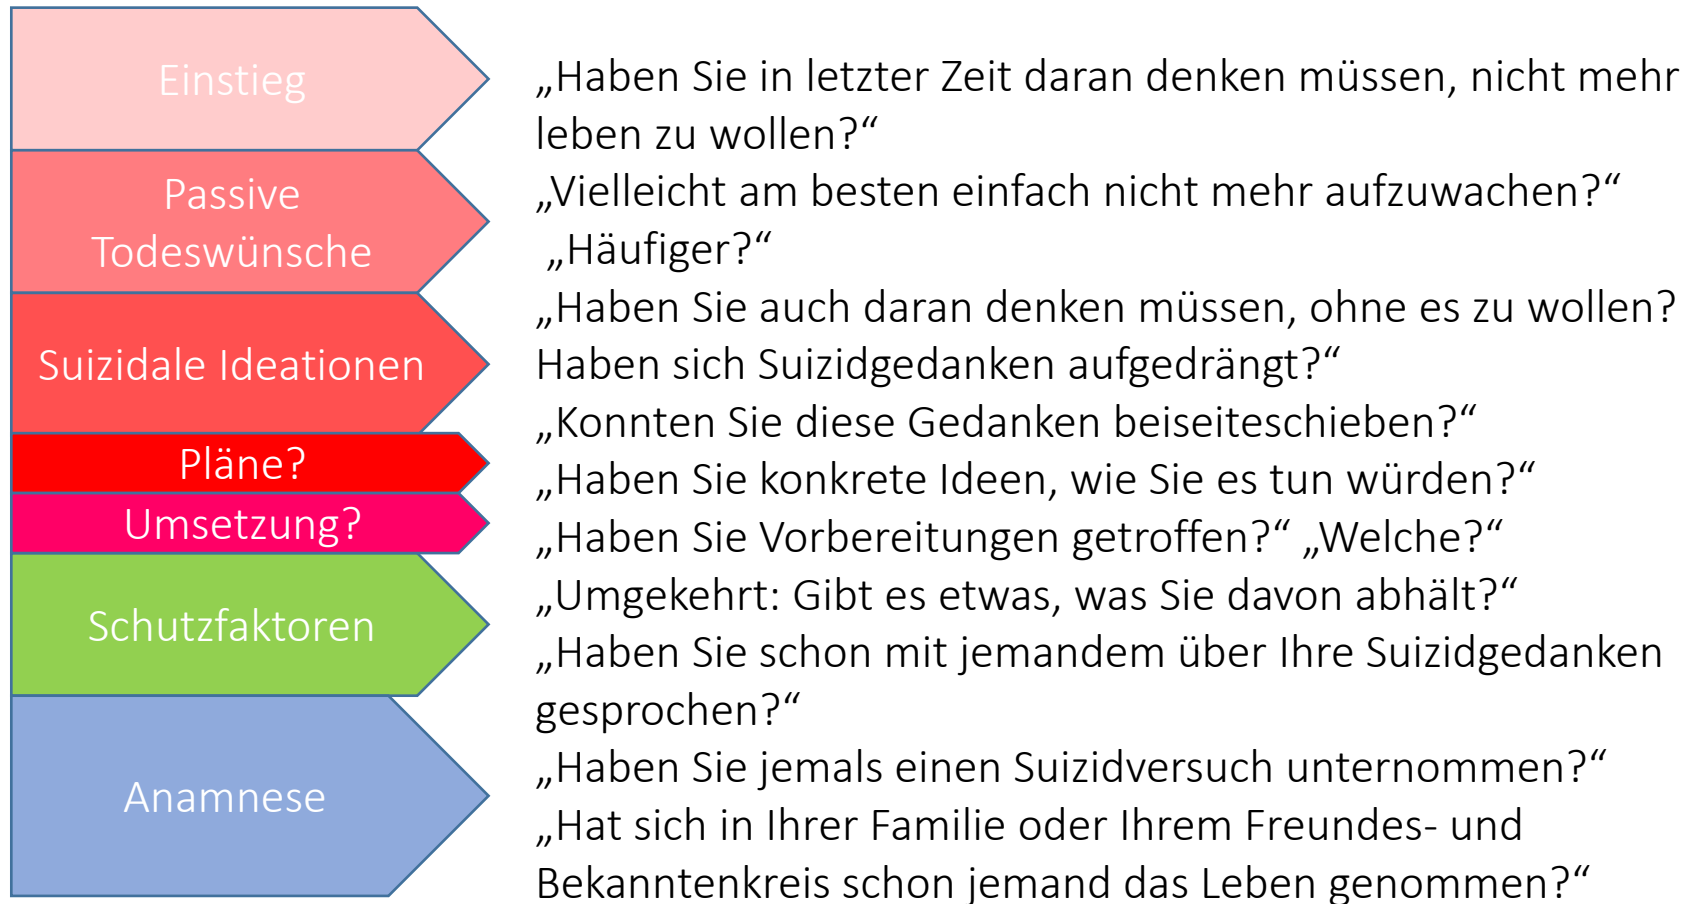 Einstieg
„Haben Sie in letzter Zeit daran denken müssen, nicht mehr
leben zu wollen?“
Passive
Todeswünsche
„Vielleicht am besten einfach nicht mehr aufzuwachen?“
„Häufiger?“
Suizidale Ideationen
„Haben Sie auch daran denken müssen, ohne es zu wollen?
Haben sich Suizidgedanken aufgedrängt?“
„Konnten Sie diese Gedanken beiseiteschieben?“
Pläne?
„Haben Sie konkrete Ideen, wie Sie es tun würden?“
Umsetzung?
„Haben Sie Vorbereitungen getroffen?“ „Welche?“
Schutzfaktoren
„Umgekehrt: Gibt es etwas, was Sie davon abhält?“
„Haben Sie schon mit jemandem über Ihre Suizidgedanken
gesprochen?“
Anamnese
„Haben Sie jemals einen Suizidversuch unternommen?“
„Hat sich in Ihrer Familie oder Ihrem Freundes- und
Bekanntenkreis schon jemand das Leben genommen?“